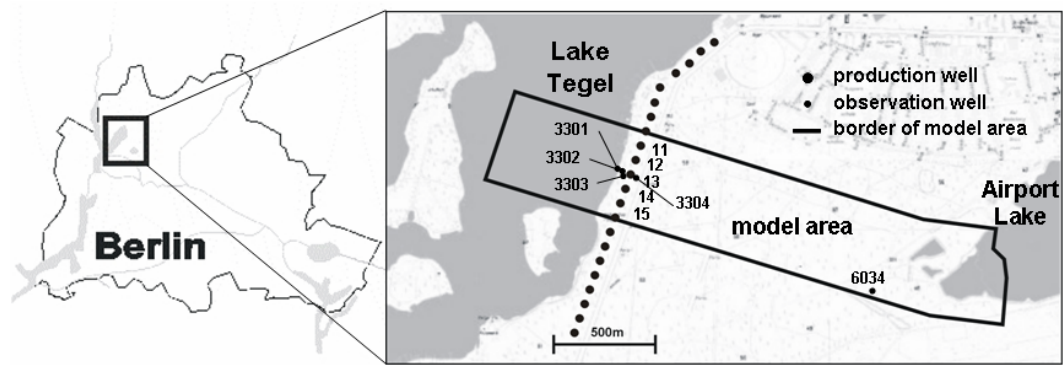 Berlin
Lake
Tegel
production well
observation well
border of model area
3301
3302
3303
11
12
13
14
15
3304
Airport
Lake
model area
6034
500m